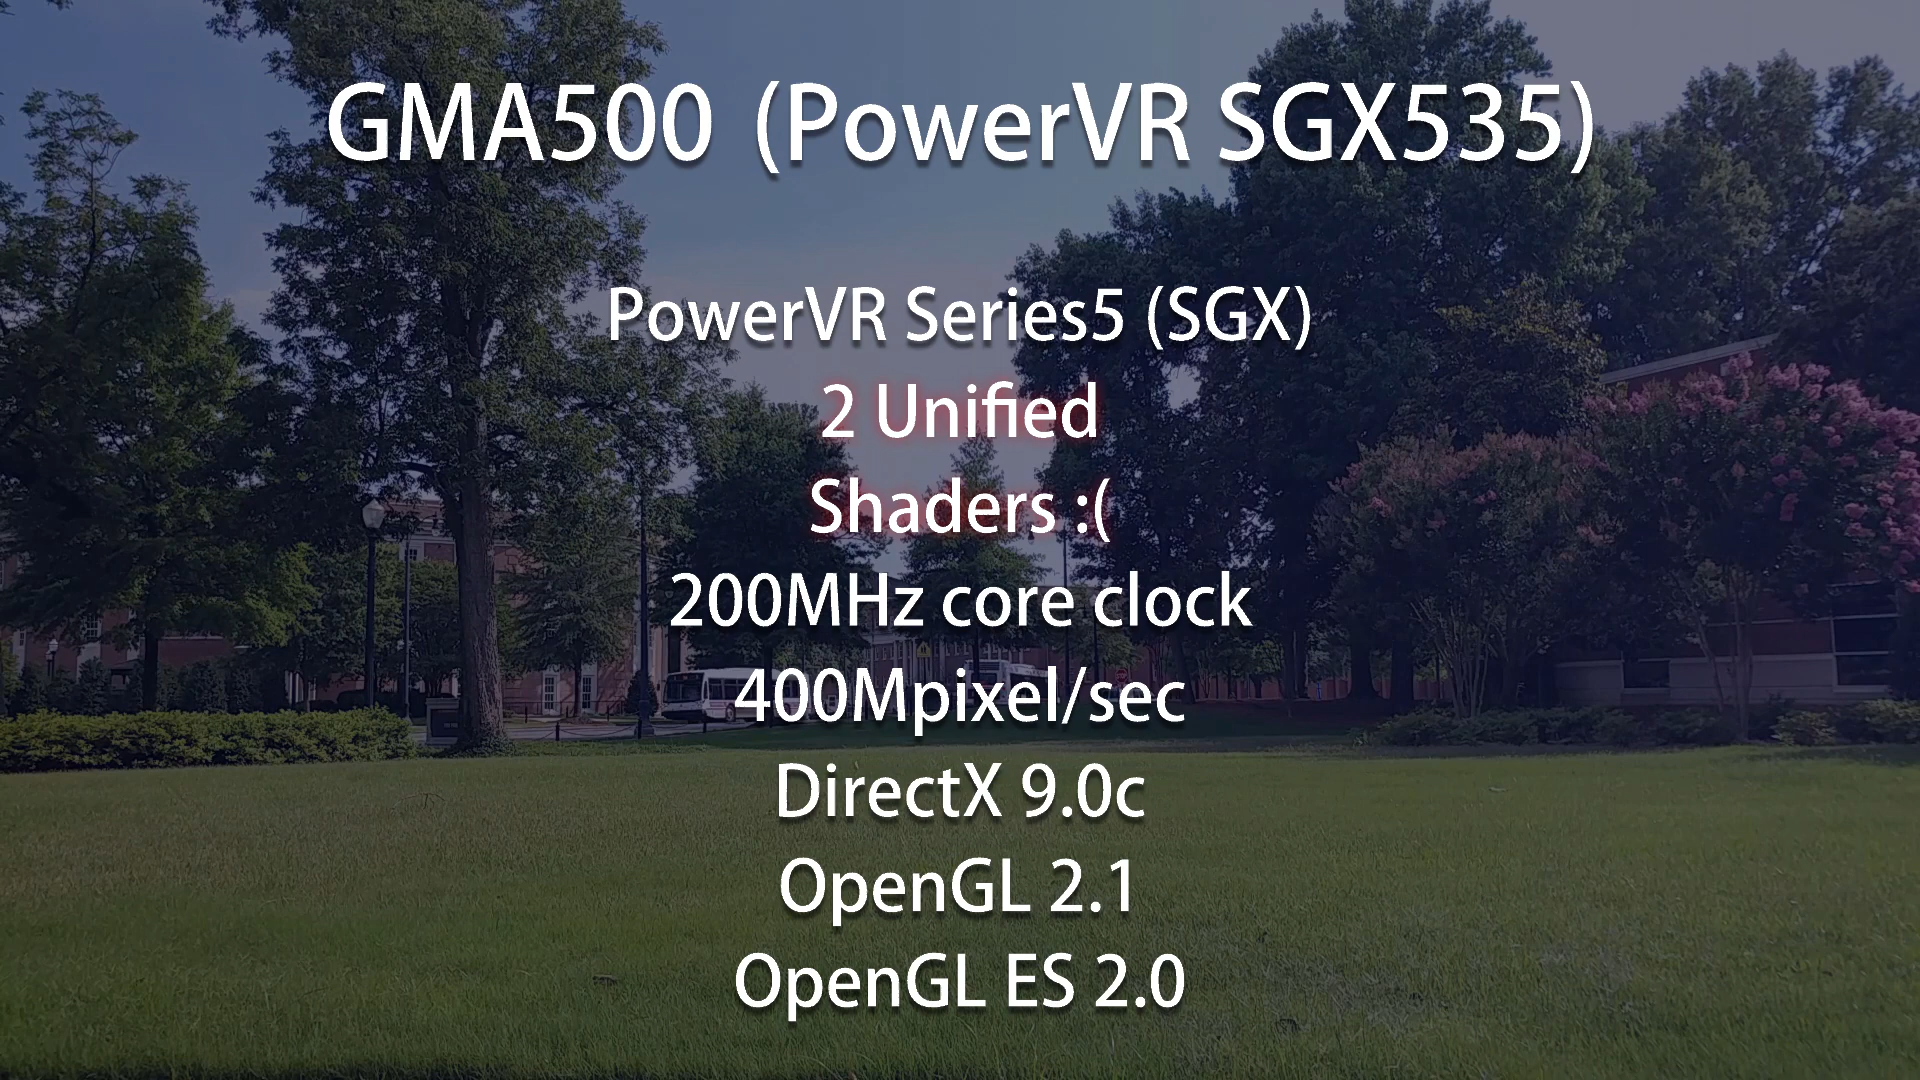 GMA500 (PowerVR SGX535)
PowerVR Series5 (SGX)
2 Unified
Shaders :(
200MHz core clock
400Mpixel/sec
DirectX 9.0c
OpenGL 2.1
OpenGL ES 2.0